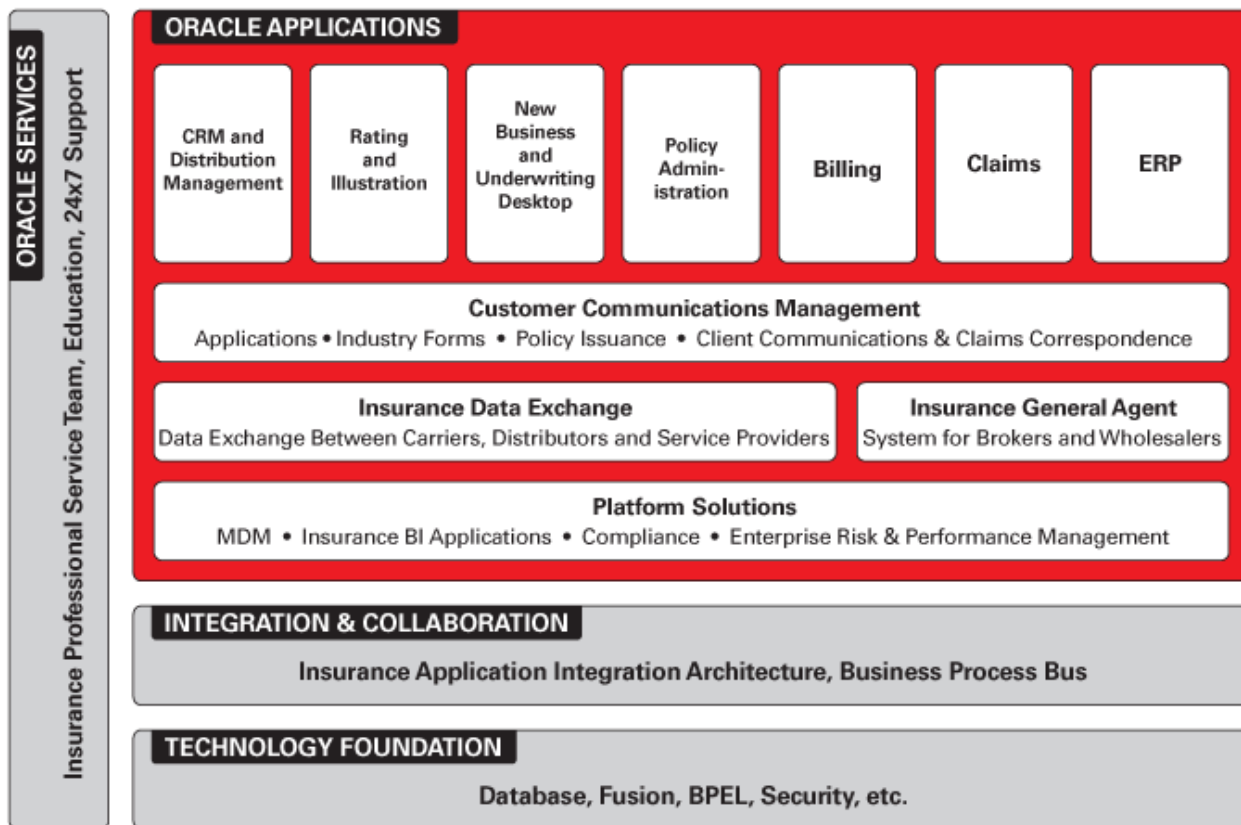 ORACLE SERVICES
Insurance Professional Service Team, Education, 24x7 Support
ORACLE APPLICATIONS
CRM and
Distribution
Management
Rating
and
Illustration
New
Business
and
Underwriting
Desktop
Policy
Admin-
istration
Billing
Claims
ERP
Customer Communications Management
Applications • Industry Forms • Policy Issuance • Client Communications & Claims Correspondence
Insurance Data Exchange
Data Exchange Between Carriers, Distributors and Service Providers
Insurance General Agent
System for Brokers and Wholesalers
Platform Solutions
MDM • Insurance BI Applications • Compliance • Enterprise Risk & Performance Management
INTEGRATION & COLLABORATION
Insurance Application Integration Architecture, Business Process Bus
TECHNOLOGY FOUNDATION
Database, Fusion, BPEL, Security, etc.